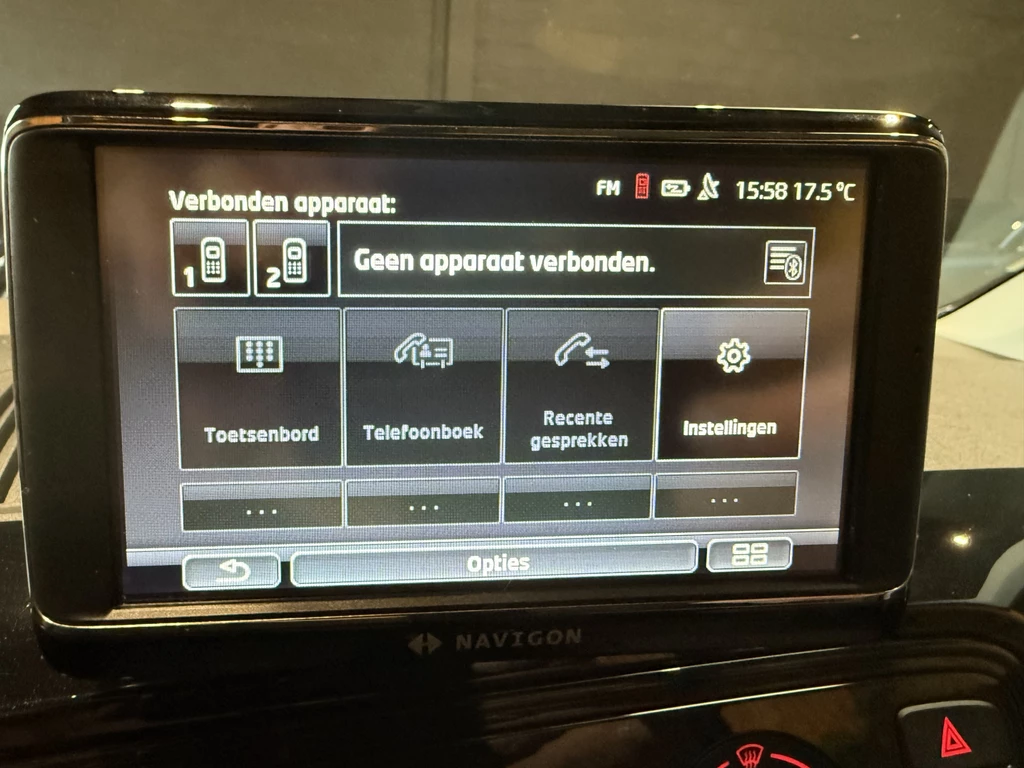 FM 15:58 17.5 °C
Verbonden apparaat:
1 2 Geen apparaat verbonden.
Toetsenbord
Telefoonboek
Recente
gesprekken
Instellingen
... ... ... ...
Opties
NAVIGON